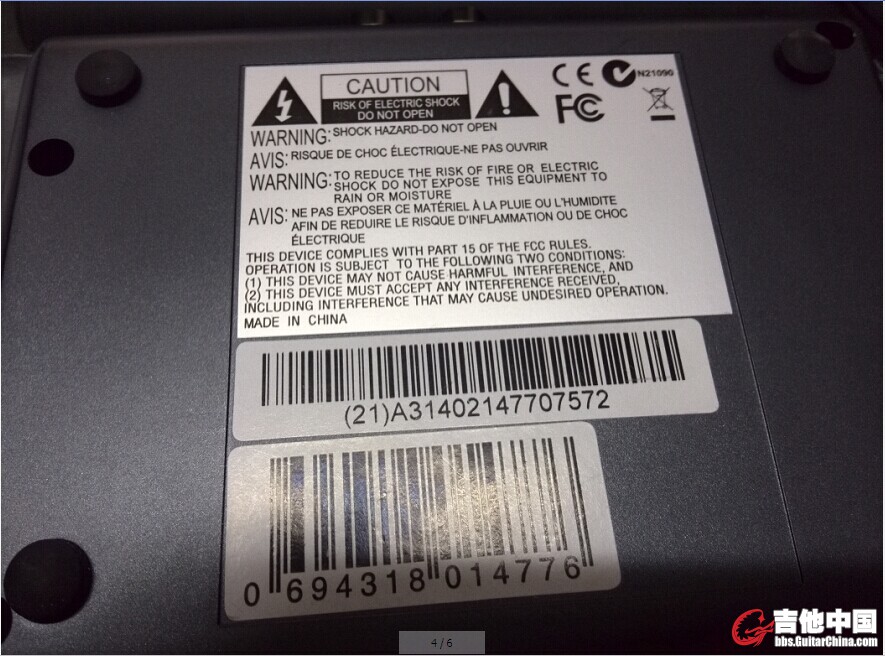 CAUTION
RISK OF ELECTRIC SHOCK
DO NOT OPEN
CE
N21090
FC
WARNING: SHOCK HAZARD-DO NOT OPEN
AVIS: RISQUE DE CHOC ÉLECTRIQUE-NE PAS OUVRIR
WARNING: TO REDUCE THE RISK OF FIRE OR ELECTRIC
SHOCK DO NOT EXPOSE THIS EQUIPMENT TO
RAIN OR MOISTURE
AVIS: NE PAS EXPOSER CE MATÉRIEL À LA PLUIE OU L'HUMIDITE
AFIN DE REDUIRE LE RISQUE D'INFLAMMATION OU DE CHOC
ÉLECTRIQUE
THIS DEVICE COMPLIES WITH PART 15 OF THE FCC RULES.
OPERATION IS SUBJECT TO THE FOLLOWING TWO CONDITIONS:
(1) THIS DEVICE MAY NOT CAUSE HARMFUL INTERFERENCE, AND
(2) THIS DEVICE MUST ACCEPT ANY INTERFERENCE RECEIVED,
INCLUDING INTERFERENCE THAT MAY CAUSE UNDESIRED OPERATION.
MADE IN CHINA
(21)A31402147707572
0 694318 014776
4 / 6
吉他中国
bbs.GuitarChina.com